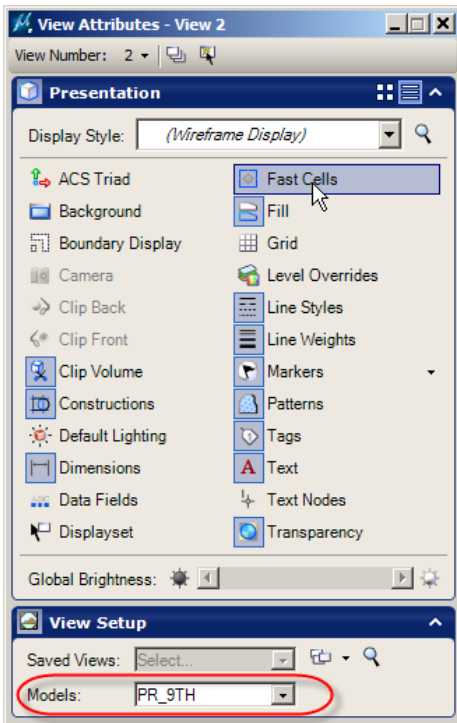 View Attributes - View 2
View Number: 2
Presentation
Display Style: (Wireframe Display)
ACS Triad Fast Cells
Background Fill
Boundary Display Grid
Camera Level Overrides
Clip Back Line Styles
Clip Front Line Weights
Clip Volume Markers
Constructions Patterns
Default Lighting Tags
Dimensions A Text
ABC Data Fields Text Nodes
Displayset Transparency
Global Brightness:
View Setup
Saved Views: Select...
Models: PR_9TH